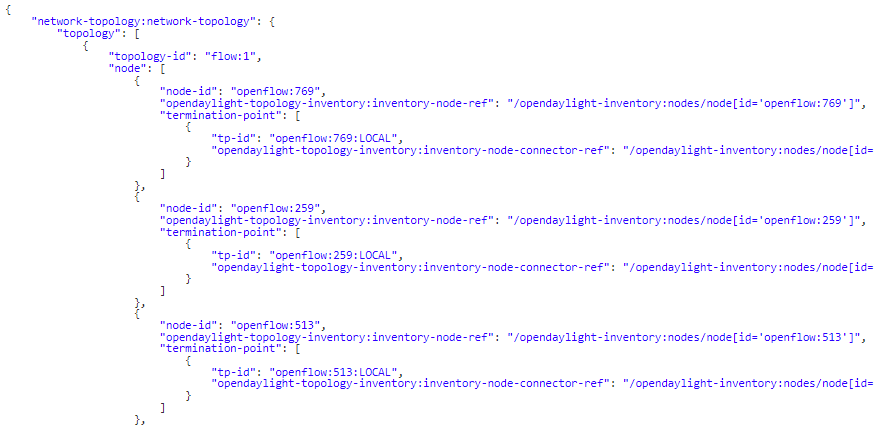 {
"network-topology:network-topology": {
"topology": [
{
"topology-id": "flow:1",
"node": [
{
"node-id": "openflow:769",
"opendaylight-topology-inventory:inventory-node-ref": "/opendaylight-inventory:nodes/node[id='openflow:769']",
"termination-point": [
{
"tp-id": "openflow:769:LOCAL",
"opendaylight-topology-inventory:inventory-node-connector-ref": "/opendaylight-inventory:nodes/node[id=
}
]
},
{
"node-id": "openflow:259",
"opendaylight-topology-inventory:inventory-node-ref": "/opendaylight-inventory:nodes/node[id='openflow:259']",
"termination-point": [
{
"tp-id": "openflow:259:LOCAL",
"opendaylight-topology-inventory:inventory-node-connector-ref": "/opendaylight-inventory:nodes/node[id=
}
]
},
{
"node-id": "openflow:513",
"opendaylight-topology-inventory:inventory-node-ref": "/opendaylight-inventory:nodes/node[id='openflow:513']",
"termination-point": [
{
"tp-id": "openflow:513:LOCAL",
"opendaylight-topology-inventory:inventory-node-connector-ref": "/opendaylight-inventory:nodes/node[id=
}
]
},